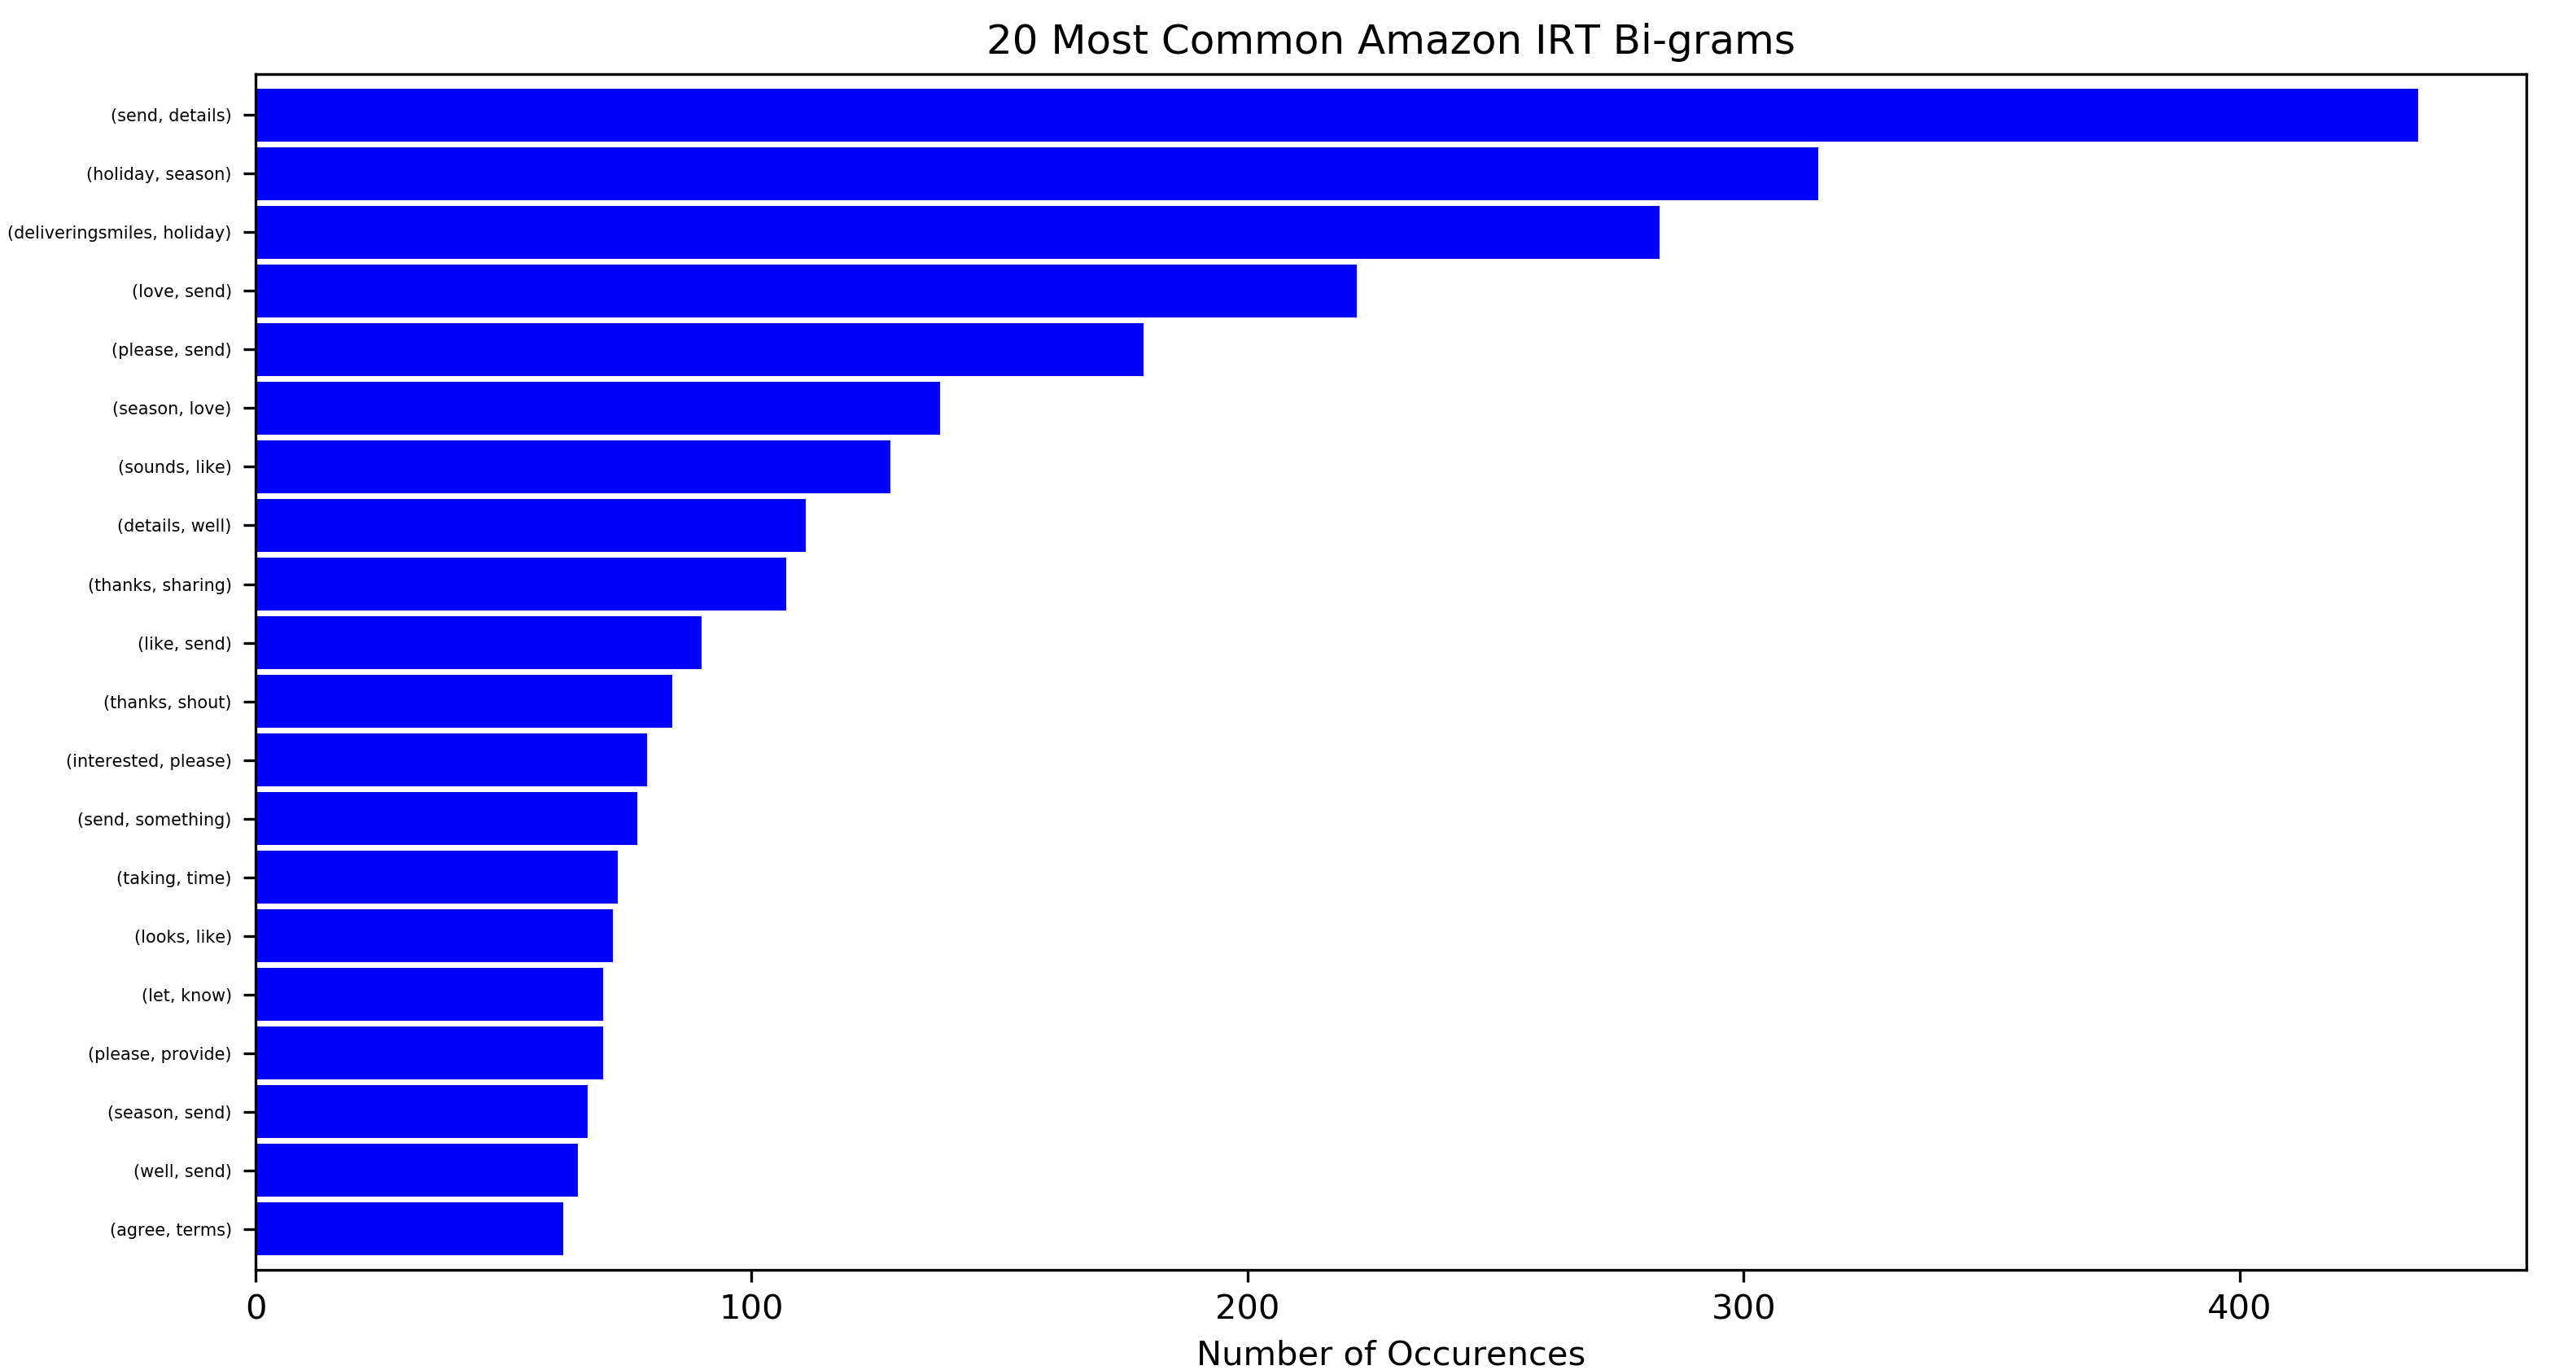 20 Most Common Amazon IRT Bi-grams
(send, details)
(holiday, season)
(deliveringsmiles, holiday)
(love, send)
(please, send)
(season, love)
(sounds, like)
(details, well)
(thanks, sharing)
(like, send)
(thanks, shout)
(interested, please)
(send, something)
(taking, time)
(looks, like)
(let, know)
(please, provide)
(season, send)
(well, send)
(agree, terms)
0 100 200 300 400
Number of Occurences